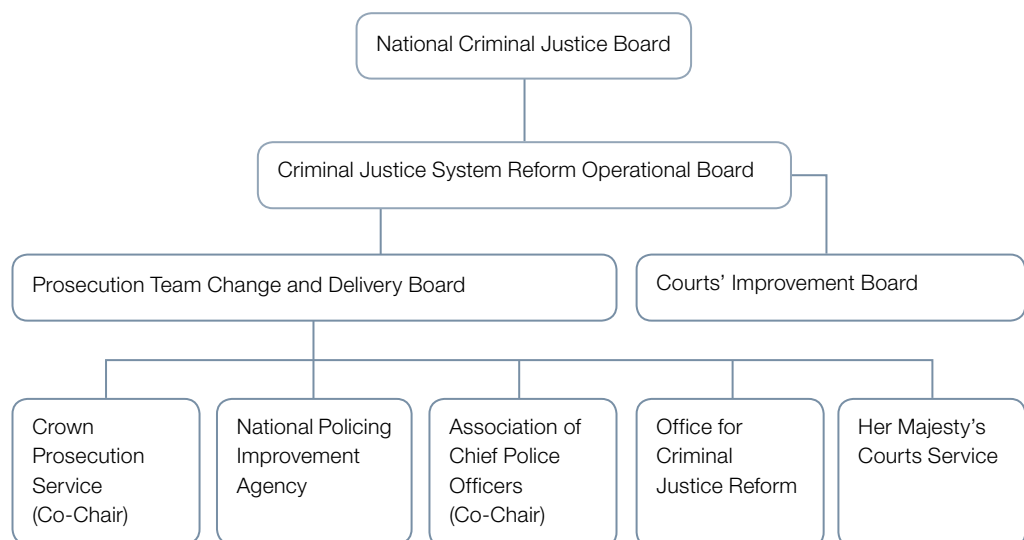 National Criminal Justice Board
Criminal Justice System Reform Operational Board
Prosecution Team Change and Delivery Board
Courts’ Improvement Board
Crown
Prosecution
Service
(Co-Chair)
National Policing
Improvement
Agency
Association of
Chief Police
Officers
(Co-Chair)
Office for
Criminal
Justice Reform
Her Majesty’s
Courts Service